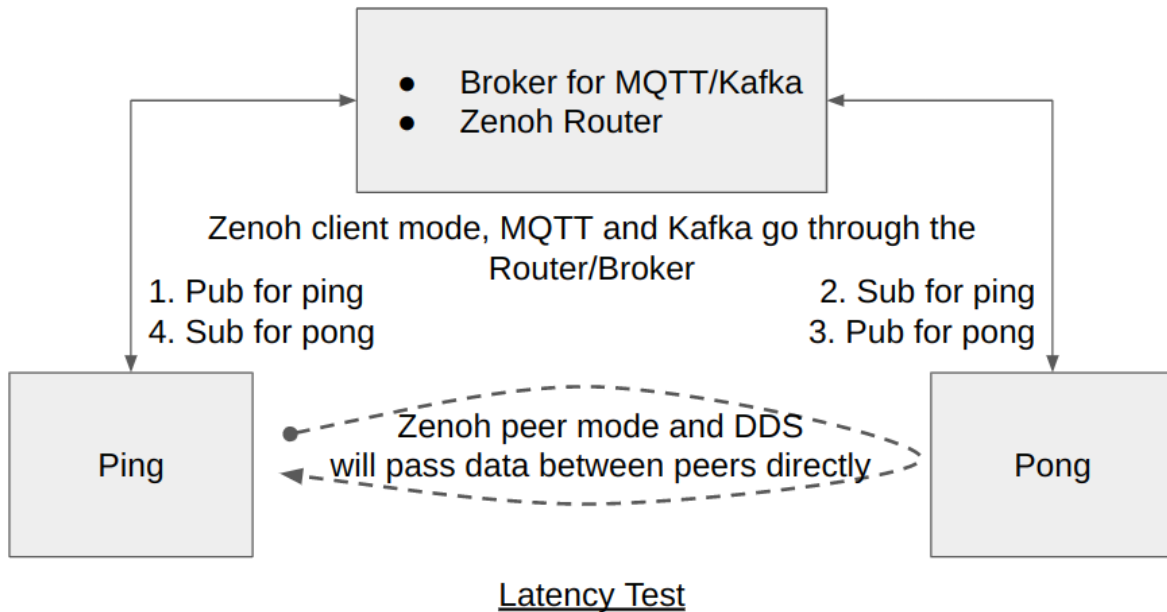 ● Broker for MQTT/Kafka
● Zenoh Router
Zenoh client mode, MQTT and Kafka go through the
Router/Broker
1. Pub for ping
4. Sub for pong
2. Sub for ping
3. Pub for pong
Ping
Zenoh peer mode and DDS
will pass data between peers directly
Pong
Latency Test